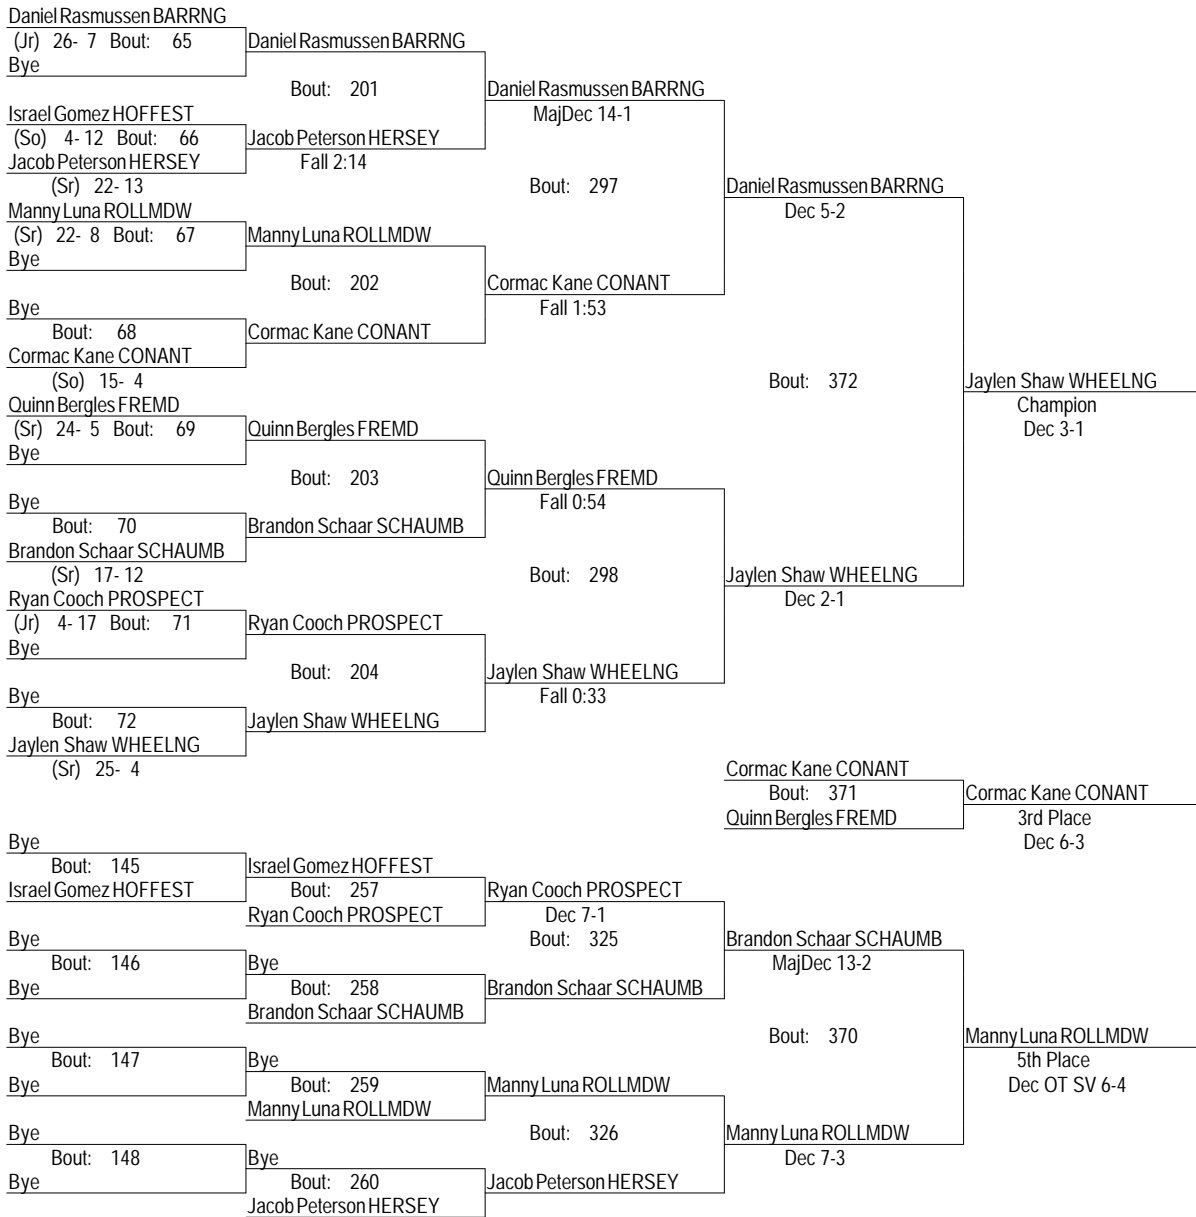 Daniel Rasmussen BARRNG
(Jr) 26- 7 Bout: 65
Daniel Rasmussen BARRNG
Bye
Bout: 201
Daniel Rasmussen BARRNG
Israel Gomez HOFFEST
MajDec 14-1
(So) 4- 12 Bout: 66
Jacob Peterson HERSEY
Jacob Peterson HERSEY
Fall 2:14
(Sr) 22- 13
Bout: 297
Daniel Rasmussen BARRNG
Manny Luna ROLLMDW
Dec 5-2
(Sr) 22- 8 Bout: 67
Manny Luna ROLLMDW
Bye
Bout: 202
Cormac Kane CONANT
Bye
Fall 1:53
Bout: 68
Cormac Kane CONANT
Cormac Kane CONANT
(So) 15- 4
Bout: 372
Jaylen Shaw WHEELNG
Quinn Bergles FREMD
Champion
(Sr) 24- 5 Bout: 69
Quinn Bergles FREMD
Dec 3-1
Bye
Bout: 203
Quinn Bergles FREMD
Bye
Fall 0:54
Bout: 70
Brandon Schaar SCHAUMB
Brandon Schaar SCHAUMB
(Sr) 17- 12
Bout: 298
Jaylen Shaw WHEELNG
Ryan Cooch PROSPECT
Dec 2-1
(Jr) 4- 17 Bout: 71
Ryan Cooch PROSPECT
Bye
Bout: 204
Jaylen Shaw WHEELNG
Bye
Fall 0:33
Bout: 72
Jaylen Shaw WHEELNG
Jaylen Shaw WHEELNG
(Sr) 25- 4
Cormac Kane CONANT
Bout: 371
Cormac Kane CONANT
Quinn Bergles FREMD
3rd Place
Dec 6-3
Bye
Bout: 145
Israel Gomez HOFFEST
Israel Gomez HOFFEST
Bout: 257
Ryan Cooch PROSPECT
Ryan Cooch PROSPECT
Dec 7-1
Bye
Bout: 325
Brandon Schaar SCHAUMB
Bout: 146
Bye
MajDec 13-2
Bye
Bout: 258
Brandon Schaar SCHAUMB
Brandon Schaar SCHAUMB
Bye
Bout: 370
Manny Luna ROLLMDW
Bout: 147
Bye
5th Place
Bye
Bout: 259
Manny Luna ROLLMDW
Dec OT SV 6-4
Manny Luna ROLLMDW
Bye
Bout: 326
Manny Luna ROLLMDW
Bout: 148
Bye
Dec 7-3
Bye
Bout: 260
Jacob Peterson HERSEY
Jacob Peterson HERSEY